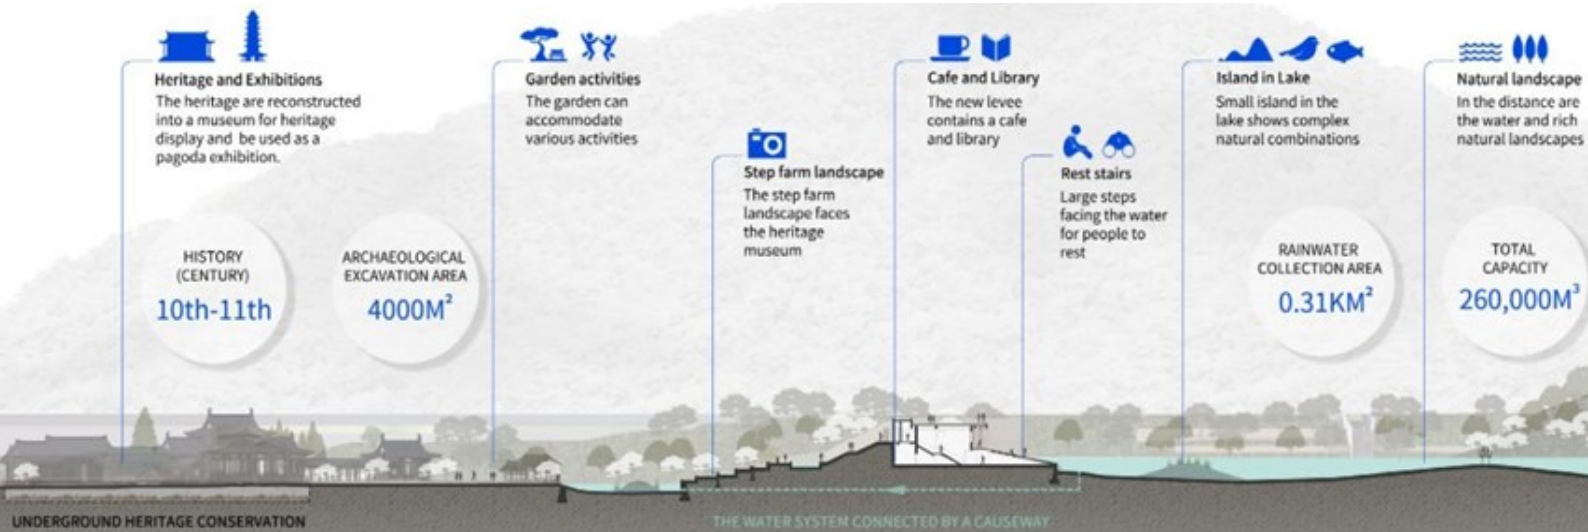 Heritage and Exhibitions
The heritage are reconstructed
into a museum for heritage
display and be used as a
pagoda exhibition.
Garden activities
The garden can
accommodate
various activities
Step farm landscape
The step farm
landscape faces
the heritage
museum
Cafe and Library
The new levee
contains a cafe
and library
Rest stairs
Large steps
facing the water
for people to
rest
Island in Lake
Small island in the
lake shows complex
natural combinations
Natural landscape
In the distance are
the water and rich
natural landscapes
HISTORY
(CENTURY)
10th-11th
ARCHAEOLOGICAL
EXCAVATION AREA
4000M²
RAINWATER
COLLECTION AREA
0.31KM²
TOTAL
CAPACITY
260,000M³
UNDERGROUND HERITAGE CONSERVATION
THE WATER SYSTEM CONNECTED BY A CAUSEWAY